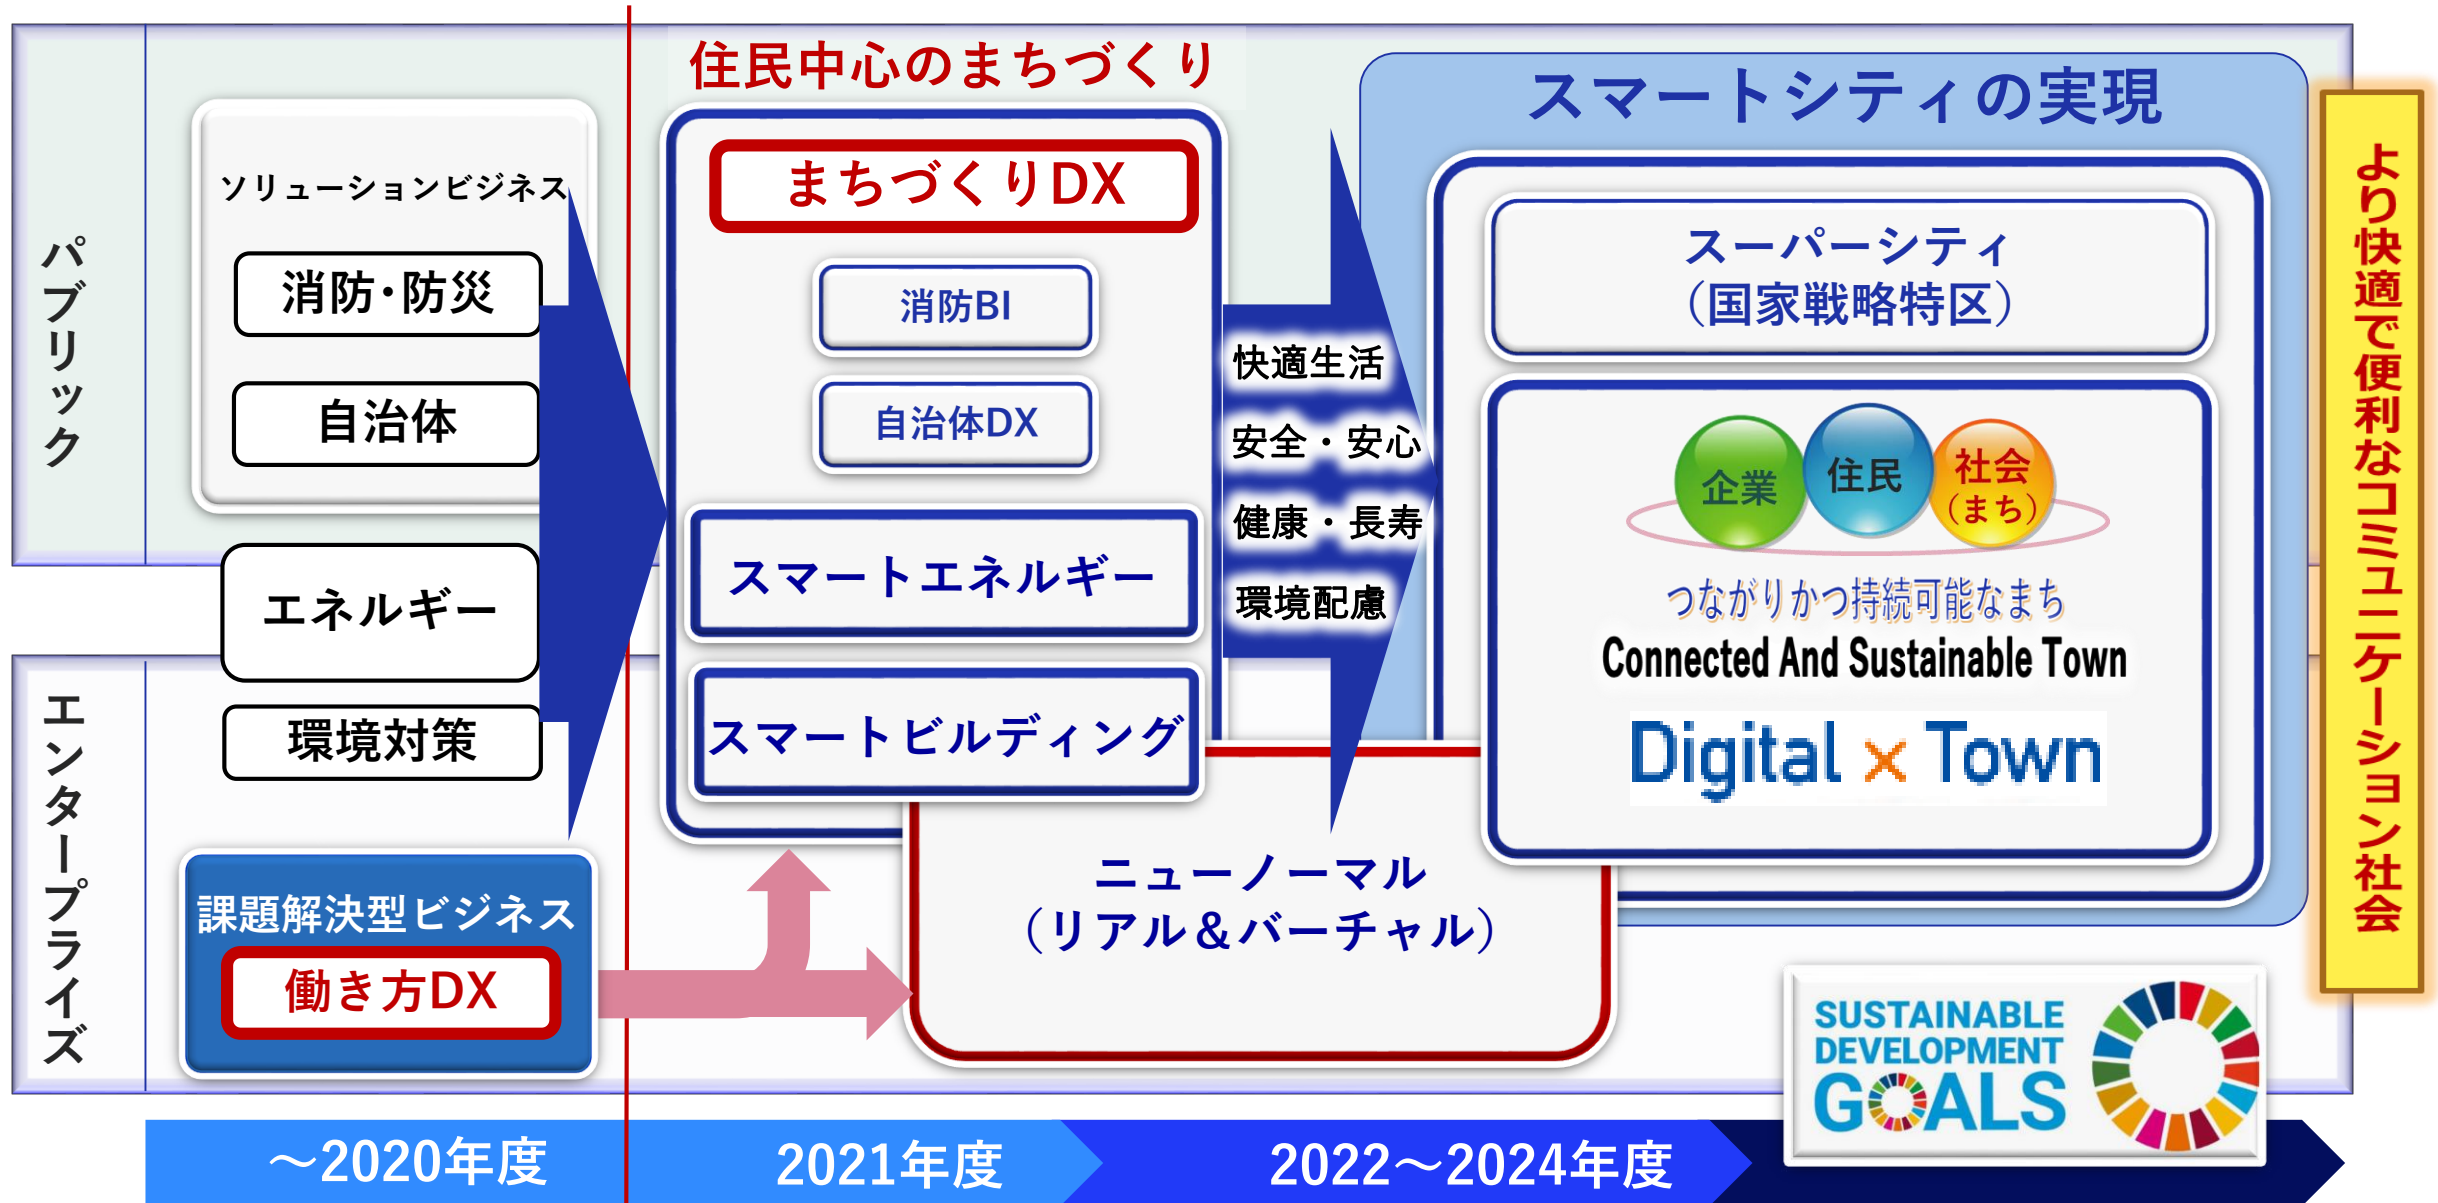 パブリック
ソリューションビジネス
消防・防災
自治体
エネルギー
環境対策
エンタープライズ
課題解決型ビジネス
働き方DX
住民中心のまちづくり
まちづくりDX
消防BI
自治体DX
スマートエネルギー
スマートビルディング
快適生活
安全・安心
健康・長寿
環境配慮
ニューノーマル
（リアル＆バーチャル）
スマートシティの実現
スーパーシティ
（国家戦略特区）
企業
住民
社会
（まち）
つながりかつ持続可能なまち
Connected And Sustainable Town
Digital × Town
より快適で便利なコミュニケーション社会
SUSTAINABLE
DEVELOPMENT
GOALS
～2020年度
2021年度
2022～2024年度